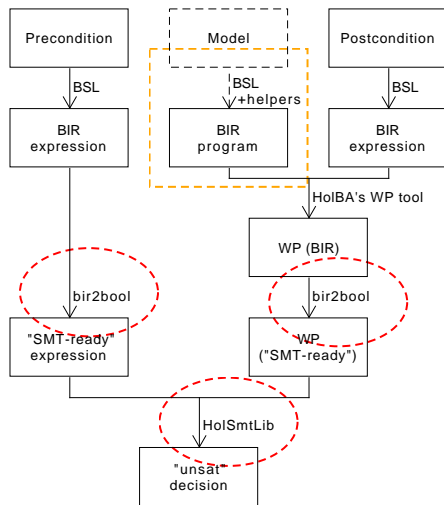 Precondition
Model
Postcondition
BSL
BSL
+helpers
BSL
BIR
expression
BIR
program
BIR
expression
HolBA's WP tool
WP (BIR)
bir2bool
bir2bool
"SMT-ready"
expression
WP
("SMT-ready")
HolSmtLib
"unsat"
decision